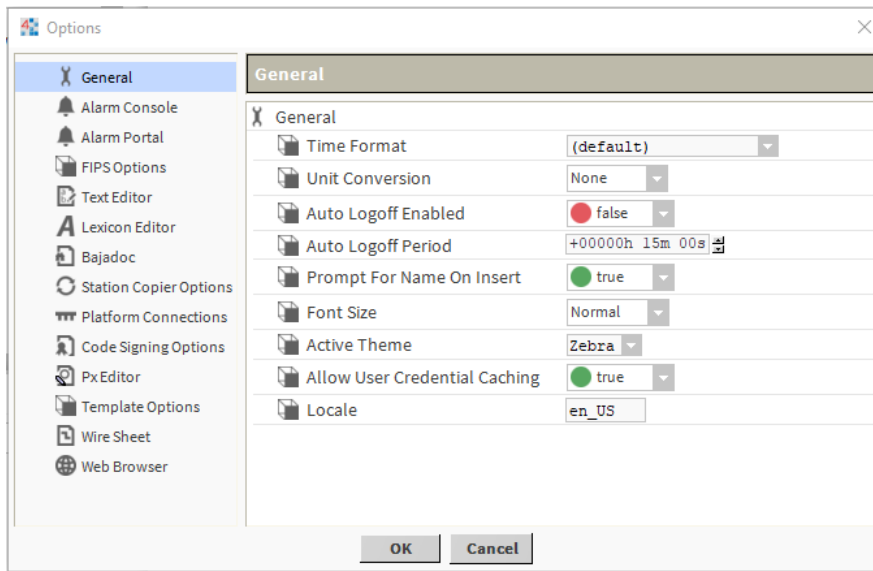 Options
General
Alarm Console
Alarm Portal
FIPS Options
Text Editor
Lexicon Editor
Bajadoc
Station Copier Options
Platform Connections
Code Signing Options
Px Editor
Template Options
Wire Sheet
Web Browser
General
General
Time Format (default)
Unit Conversion None
Auto Logoff Enabled false
Auto Logoff Period +00000h 15m 00s
Prompt For Name On Insert true
Font Size Normal
Active Theme Zebra
Allow User Credential Caching true
Locale en_US
OK Cancel